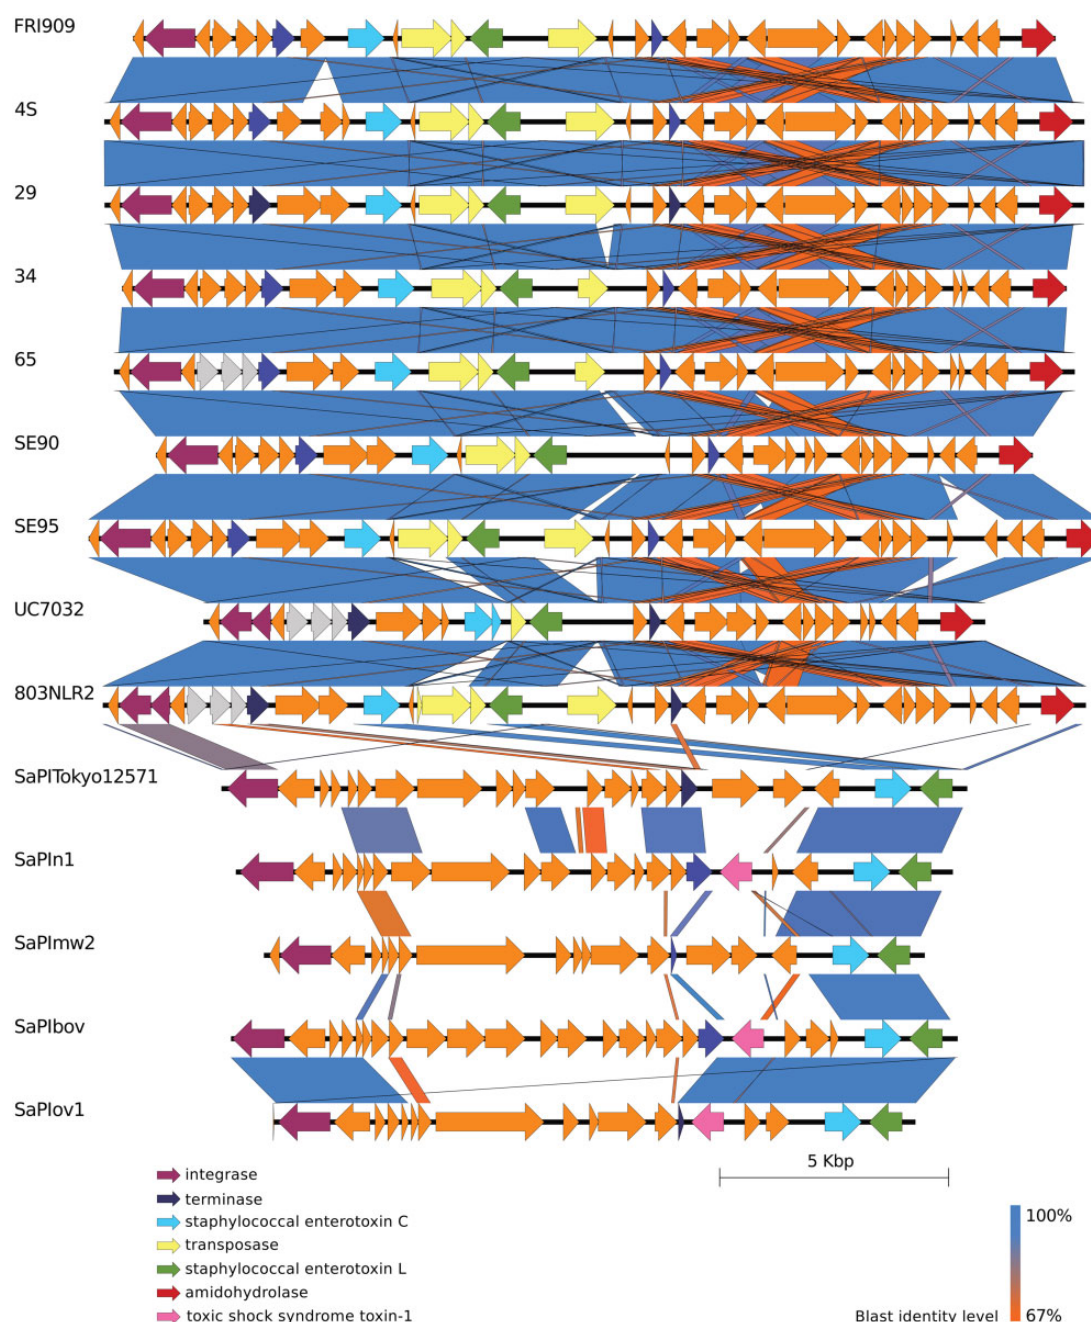 FRI909
4S
29
34
65
SE90
SE95
UC7032
803NLR2
SaPITokyo12571
SaPIn1
SaPImw2
SaPIbov
SaPIov1
5 Kbp
integrase
terminase
staphylococcal enterotoxin C
transposase
staphylococcal enterotoxin L
amidohydrolase
toxic shock syndrome toxin-1
100%
Blast identity level 67%